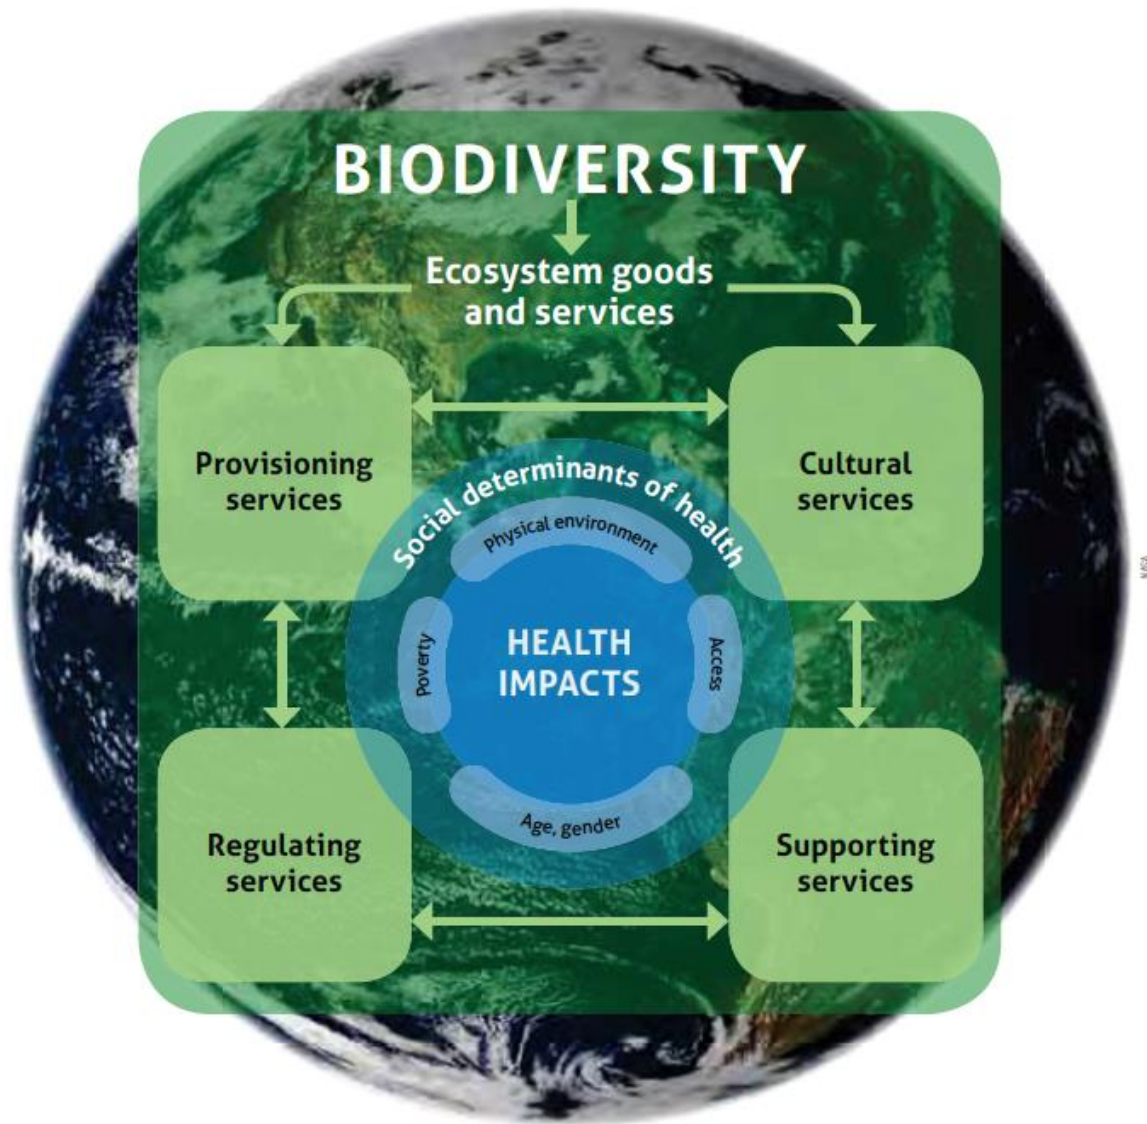 BIODIVERSITY
Ecosystem goods
and services
Provisioning
services
Cultural
services
Social determinants of health
Physical environment
Poverty
HEALTH
IMPACTS
Access
Age, gender
Regulating
services
Supporting
services
NASA